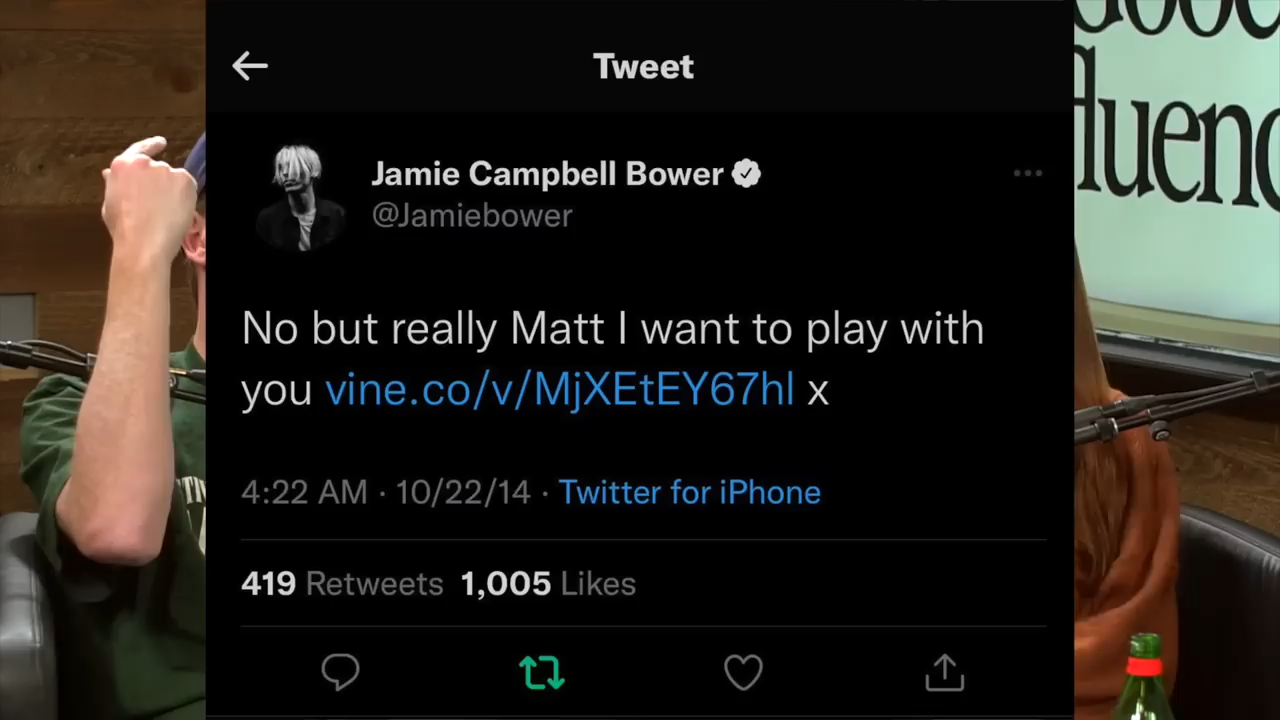 Tweet
Jamie Campbell Bower
@Jamiebower
No but really Matt I want to play with
you vine.co/v/MjXEtEY67hl x
4:22 AM · 10/22/14 · Twitter for iPhone
419 Retweets 1,005 Likes